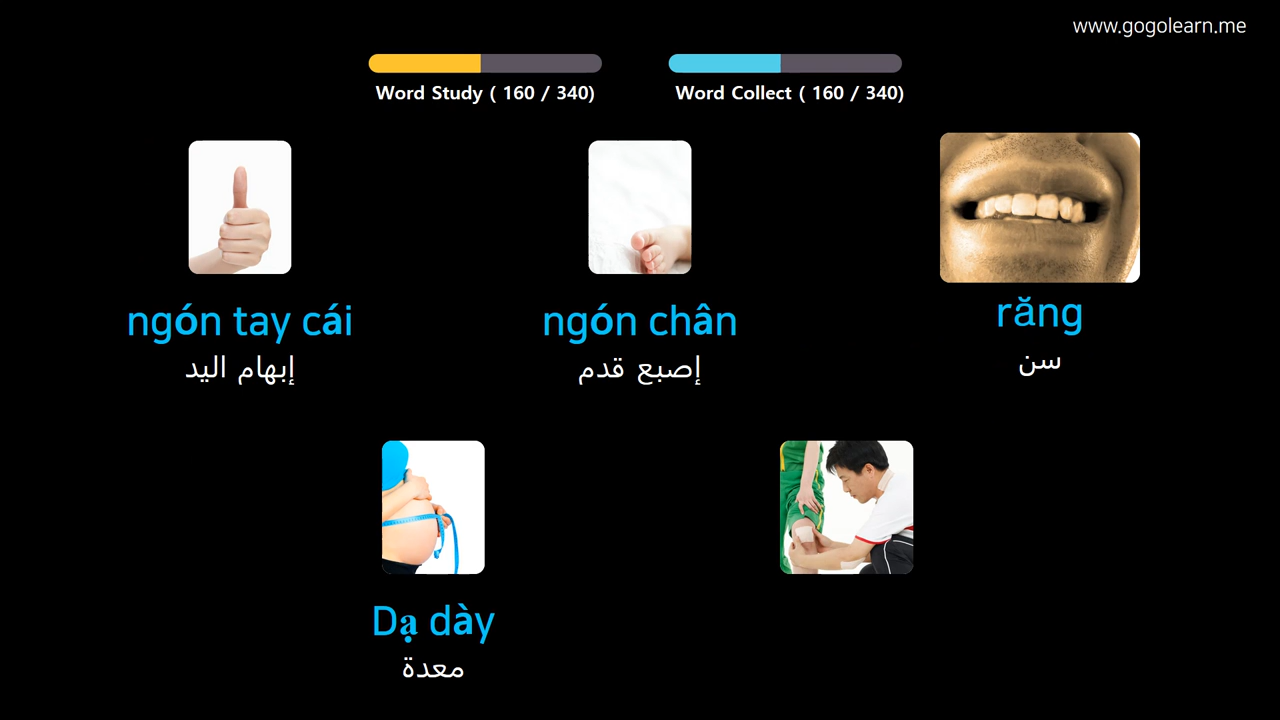 www.gogolearn.me
Word Study ( 160 / 340)
Word Collect ( 160 / 340)
ngón tay cái
إبهام اليد
ngón chân
إصبع قدم
răng
سن
Dạ dày
معدة